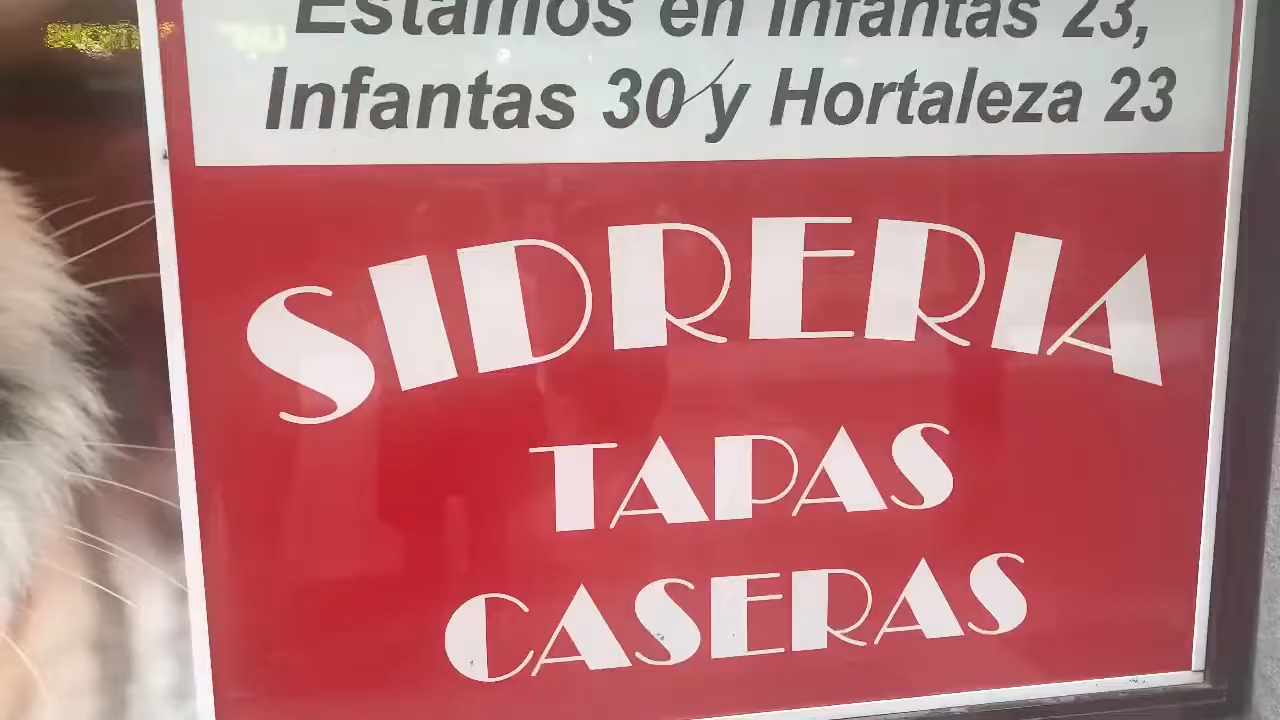 Estamos en Infantas 23,
Infantas 30 y Hortaleza 23
SIDRERIA
TAPAS
CASERAS